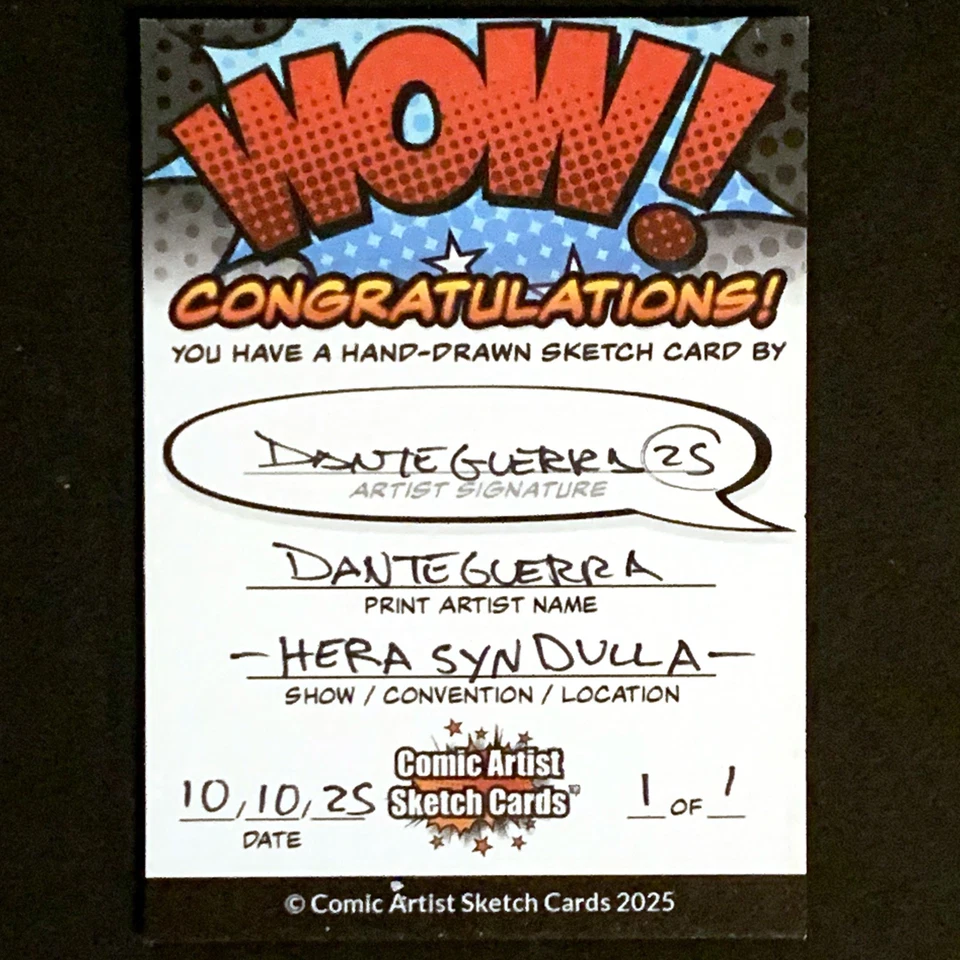 WOW!
CONGRATULATIONS!
YOU HAVE A HAND-DRAWN SKETCH CARD BY
DANTE GUERRA 25
ARTIST SIGNATURE
DANTE GUERRA
PRINT ARTIST NAME
- HERA SYNDULLA -
SHOW / CONVENTION / LOCATION
Comic Artist
Sketch Cards™
10/10/25
DATE
1 OF 1
© Comic Artist Sketch Cards 2025